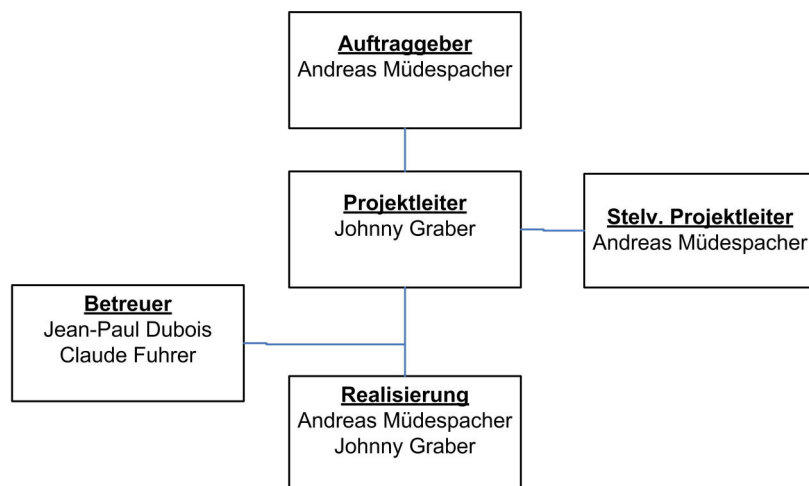 Auftraggeber
Andreas Müdespacher
Projektleiter
Johnny Graber
Stelv. Projektleiter
Andreas Müdespacher
Betreuer
Jean-Paul Dubois
Claude Fuhrer
Realisierung
Andreas Müdespacher
Johnny Graber